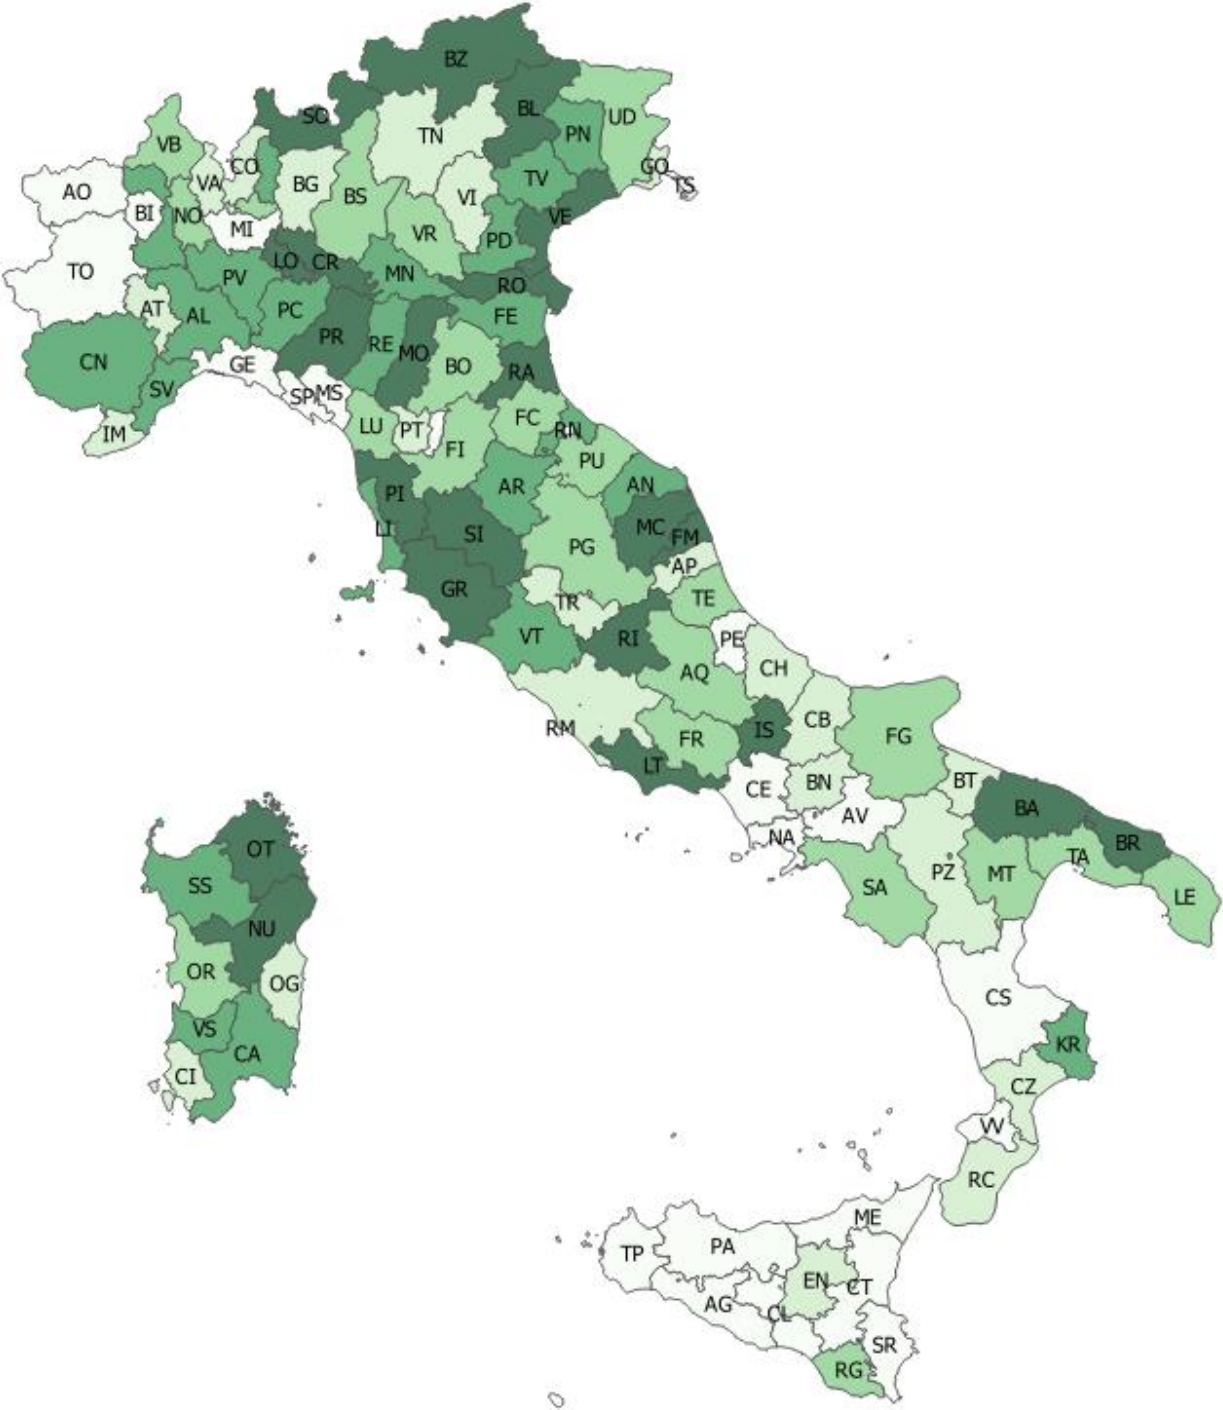 BZ
SO
BL
UD
PN
TN
VB
CO
VA
BG
GO
TS
AO
BI
NO
BS
VI
TV
VE
MI
VR
PD
TO
LO
CR
MN
PV
RO
AT
AL
PC
FE
CN
PR
RE
MO
BO
RA
GE
SV
SP
MS
IM
LU
PT
FI
FC
RN
PU
AR
AN
PI
LI
SI
PG
MC
FM
AP
GR
TR
TE
VT
RI
PE
AQ
CH
RM
FR
IS
CB
FG
LT
CE
BN
BT
AV
NA
BA
BR
TA
SA
PZ
MT
LE
OT
SS
NU
OR
OG
VS
CA
CI
CS
KR
CZ
VV
RC
ME
TP
PA
EN
CT
AG
CL
SR
RG